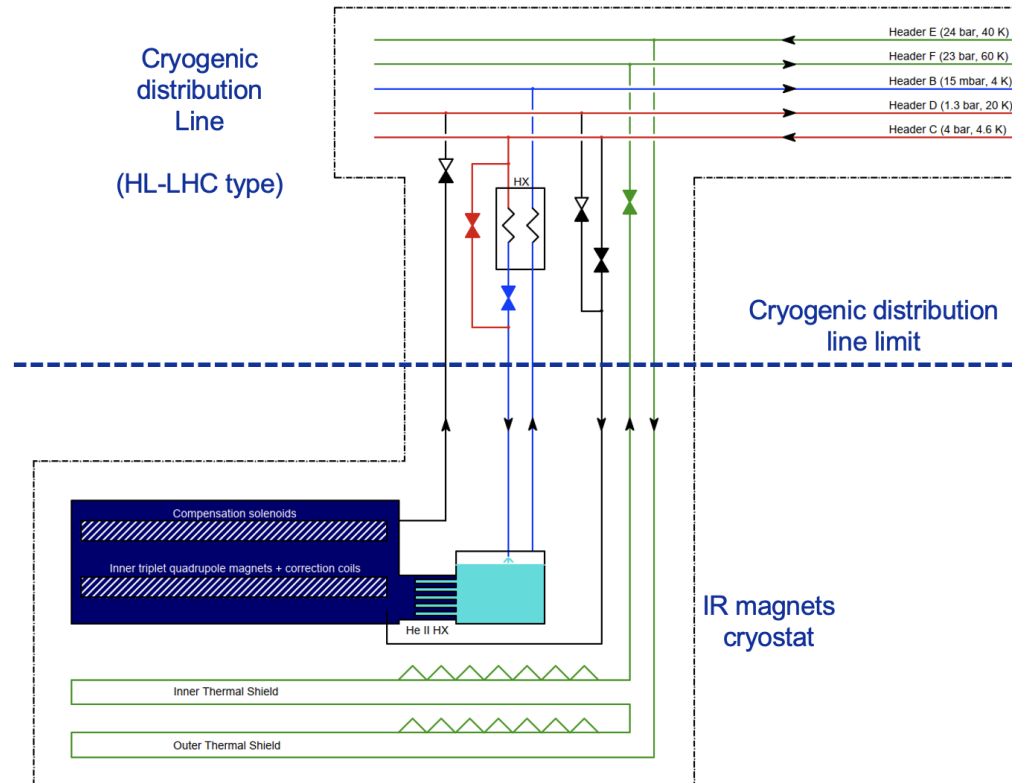 Cryogenic
distribution
Line
(HL-LHC type)
Header E (24 bar, 40 K)
Header F (23 bar, 60 K)
Header B (15 mbar, 4 K)
Header D (1.3 bar, 20 K)
Header C (4 bar, 4.6 K)
HX
Cryogenic distribution
line limit
Compensation solenoids
Inner triplet quadrupole magnets + correction coils
He II HX
IR magnets
cryostat
Inner Thermal Shield
Outer Thermal Shield